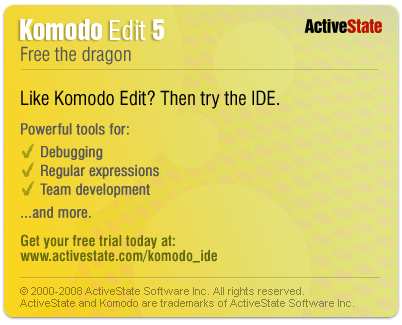 Komodo Edit 5
ActiveState
Free the dragon
Like Komodo Edit? Then try the IDE.
Powerful tools for:
Debugging
Regular expressions
Team development
...and more.
Get your free trial today at:
www.activestate.com/komodo_ide
© 2000-2008 ActiveState Software Inc. All rights reserved.
ActiveState and Komodo are trademarks of ActiveState Software Inc.